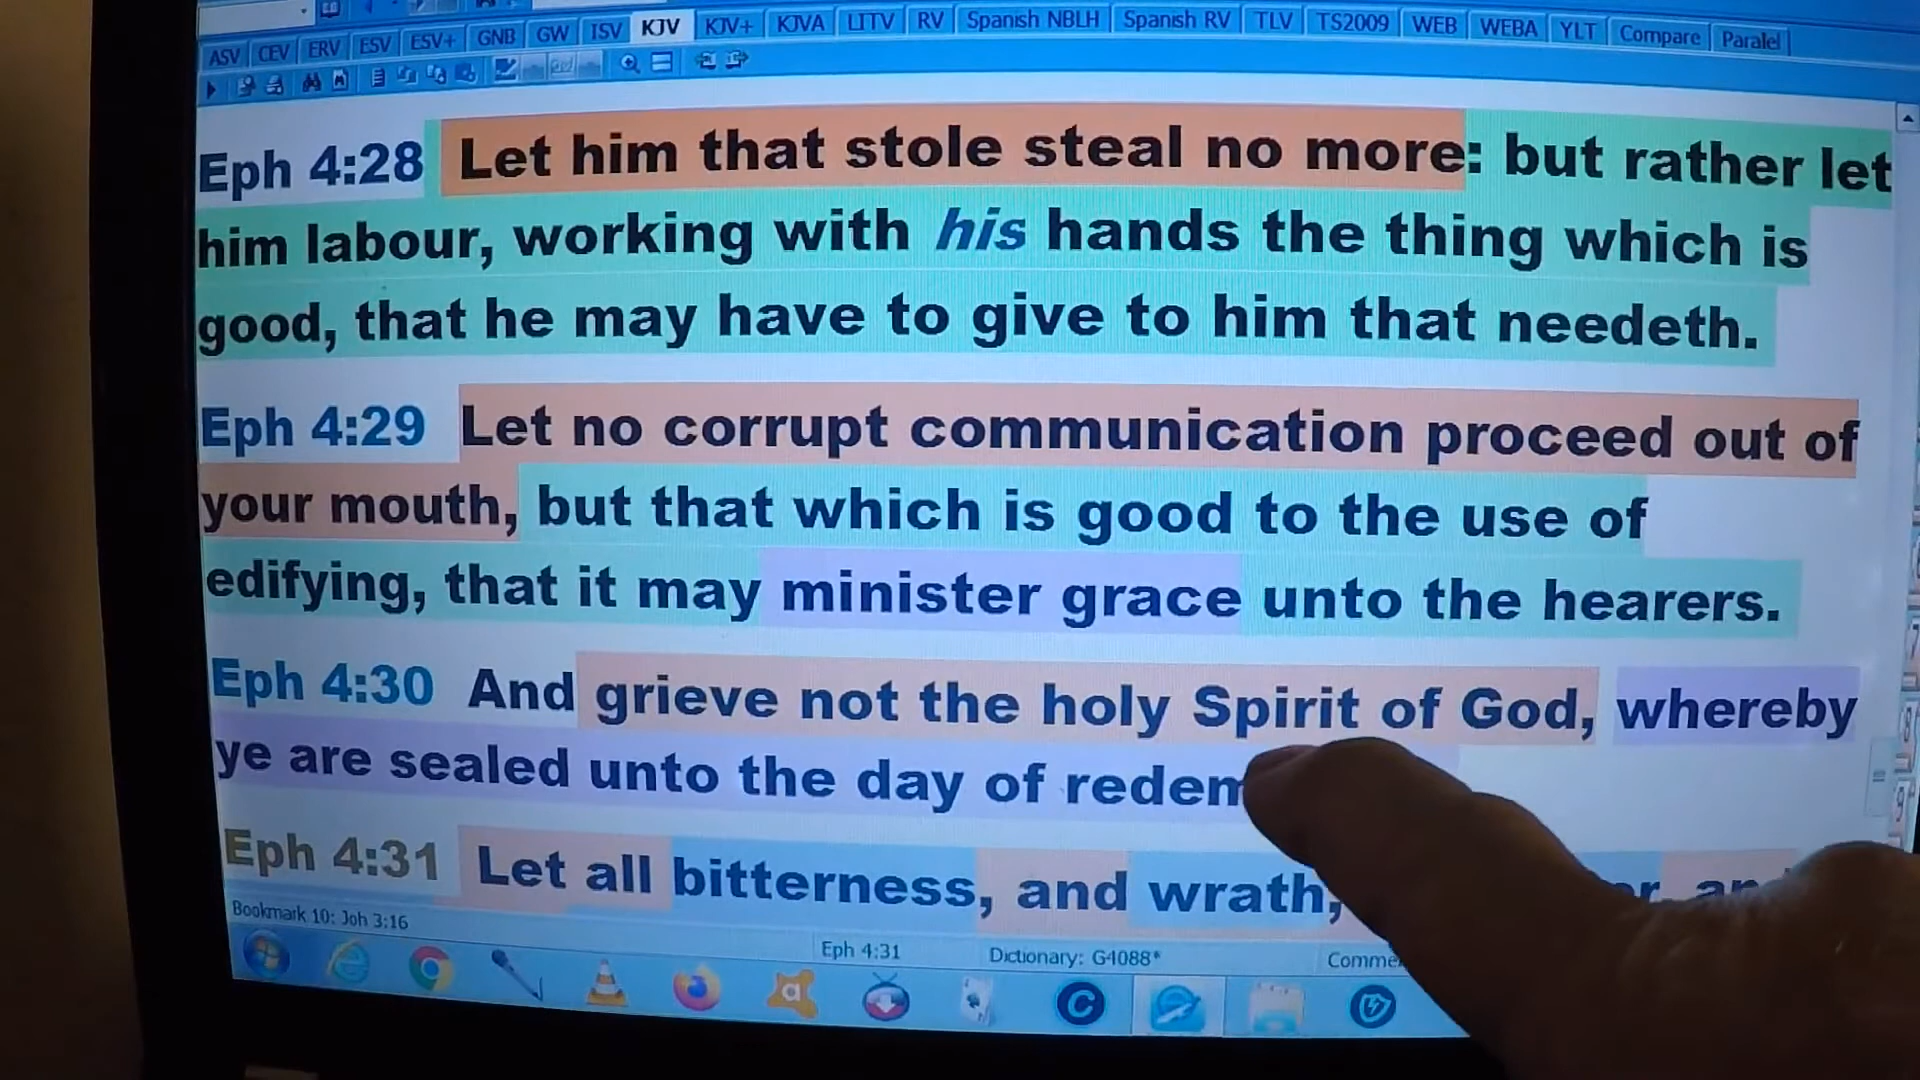 ASV CEV ERV ESV ESV+ GNB GW ISV KJV KJV+ KJVA LITV RV Spanish NBLH Spanish RV TLV TS2009 WEB WEBA YLT Compare Paralel
Eph 4:28 Let him that stole steal no more: but rather let
him labour, working with his hands the thing which is
good, that he may have to give to him that needeth.
Eph 4:29 Let no corrupt communication proceed out of
your mouth, but that which is good to the use of
edifying, that it may minister grace unto the hearers.
Eph 4:30 And grieve not the holy Spirit of God, whereby
ye are sealed unto the day of redem
Eph 4:31 Let all bitterness, and wrath,
Bookmark 10: Joh 3:16
Eph 4:31 Dictionary: G4088* Comme